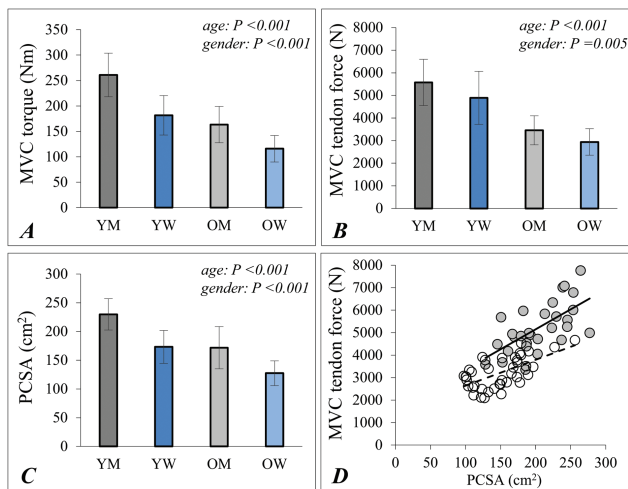 age: P <0.001
gender: P <0.001
MVC torque (Nm)
350
300
250
200
150
100
50
0
YM YW OM OW
A
age: P <0.001
gender: P =0.005
MVC tendon force (N)
8000
7000
6000
5000
4000
3000
2000
1000
0
YM YW OM OW
B
age: P <0.001
gender: P <0.001
PCSA (cm²)
300
250
200
150
100
50
0
YM YW OM OW
C
MVC tendon force (N)
8000
7000
6000
5000
4000
3000
2000
1000
0
0 50 100 150 200 250 300
PCSA (cm²)
D